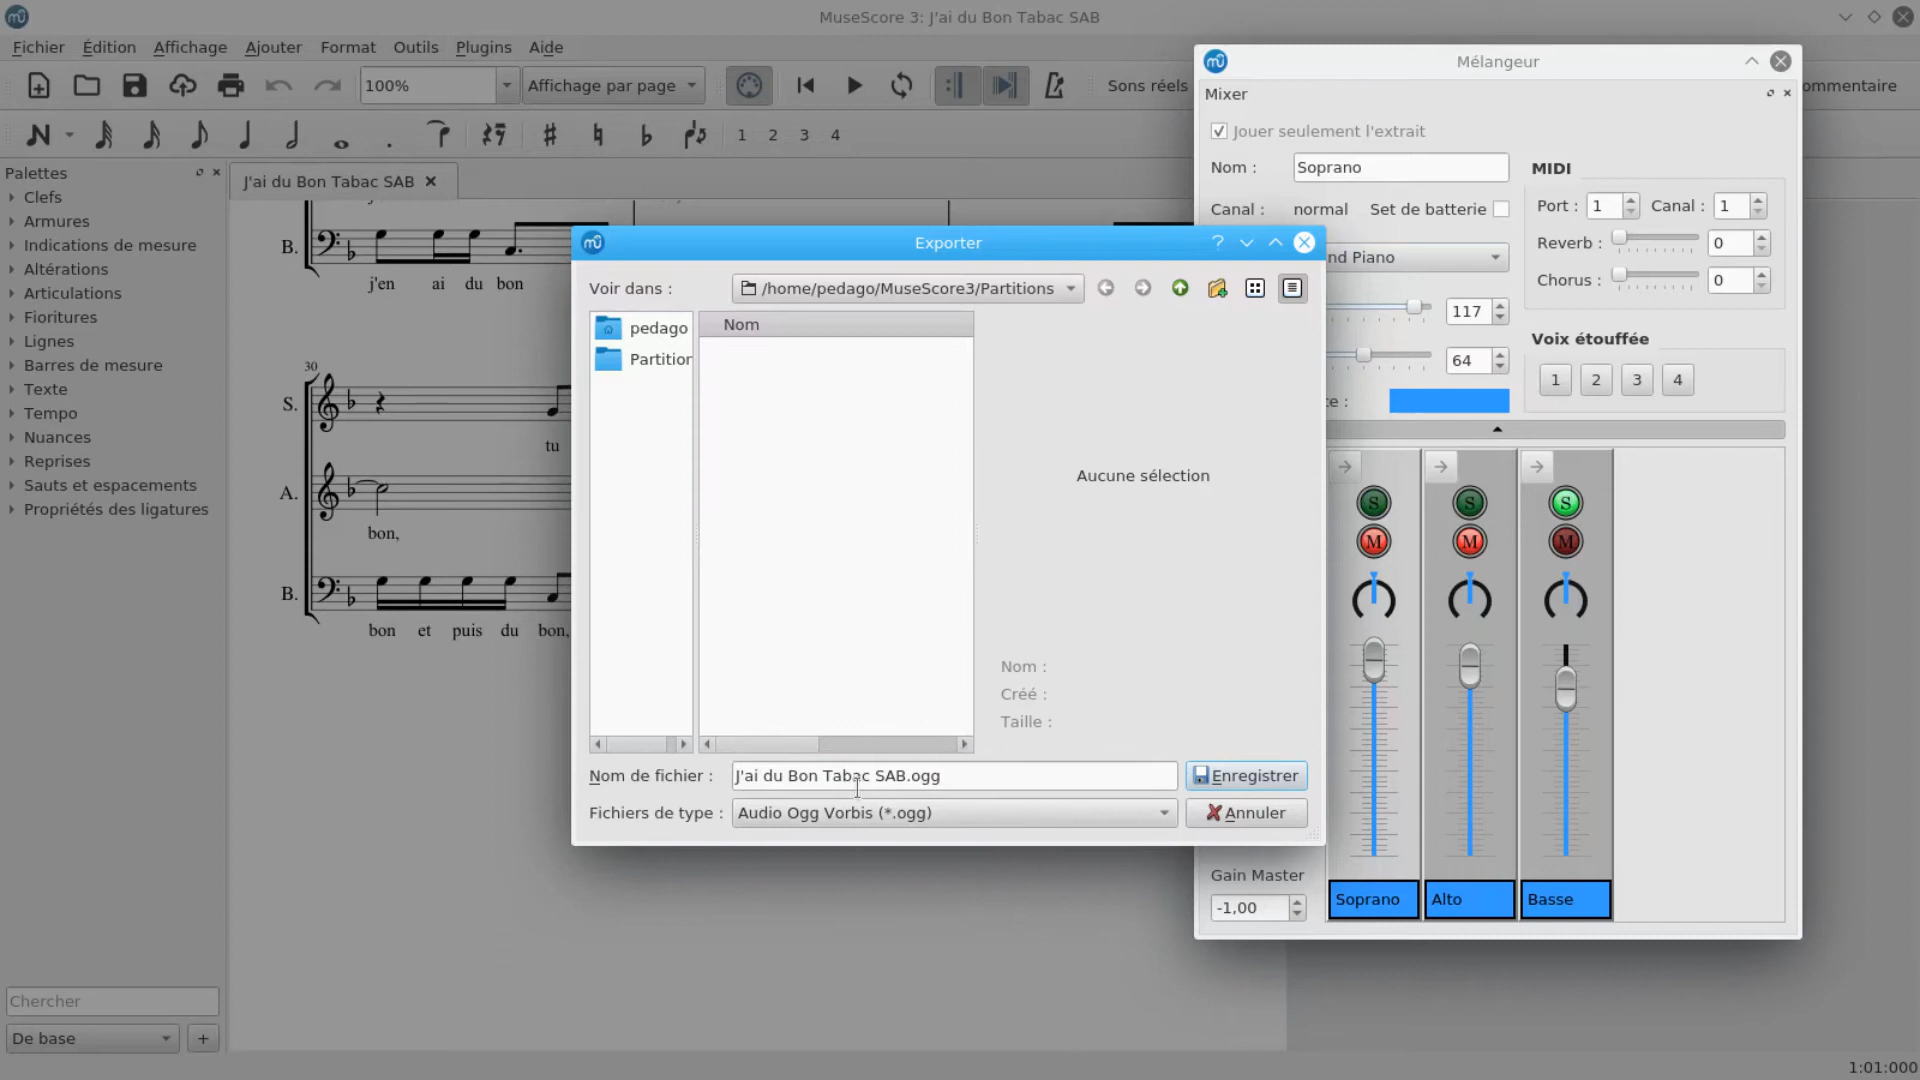 MuseScore 3: J'ai du Bon Tabac SAB
Fichier Édition Affichage Ajouter Format Outils Plugins Aide
100% Affichage par page Sons réels ommentaire
1 2 3 4
Palettes
Clefs
Armures
Indications de mesure
Altérations
Articulations
Fioritures
Lignes
Barres de mesure
Texte
Tempo
Nuances
Reprises
Sauts et espacements
Propriétés des ligatures
Chercher
De base
+
J'ai du Bon Tabac SAB
B.
j'en ai du bon
30
S.
tu
A.
bon,
B.
bon et puis du bon,
Exporter
Voir dans : /home/pedago/MuseScore3/Partitions
pedago
Partition
Nom
Aucune sélection
Nom :
Créé :
Taille :
Nom de fichier : J'ai du Bon Tabac SAB.ogg Enregistrer
Fichiers de type : Audio Ogg Vorbis (*.ogg) Annuler
Mélangeur
Mixer
Jouer seulement l'extrait
Nom : Soprano
Canal : normal Set de batterie
nd Piano
117
64
te :
MIDI
Port : 1 Canal : 1
Reverb : 0
Chorus : 0
Voix étouffée
1 2 3 4
S S S
M M M
Gain Master
-1,00
Soprano Alto Basse
1:01:000